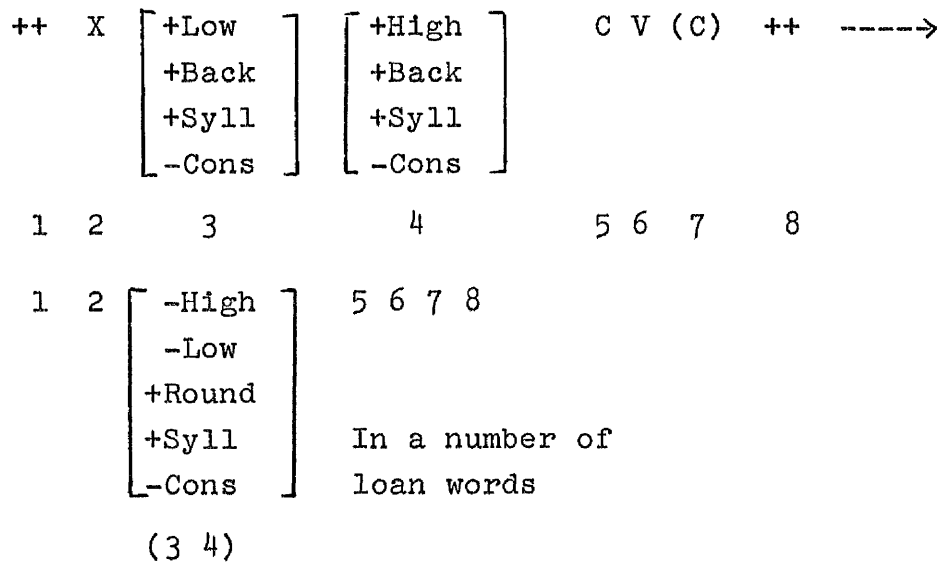 ++ X [ +Low ] [ +High ] C V (C) ++ ----->
+Back +Back
+Syll +Syll
-Cons -Cons
1 2 3 4 5 6 7 8
1 2 [ -High ] 5 6 7 8
-Low
+Round
+Syll In a number of
-Cons loan words
(3 4)